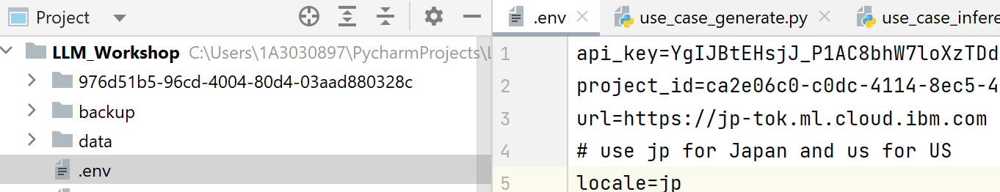 Project
LLM_Workshop C:\Users\1A3030897\PycharmProjects\
976d51b5-96cd-4004-80d4-03aad880328c
backup
data
.env
.env use_case_generate.py use_case_infere
1 api_key=YgIJBtEHsjJ_P1AC8bhW7loXzTDd
2 project_id=ca2e06c0-c0dc-4114-8ec5-4
3 url=https://jp-tok.ml.cloud.ibm.com
4 # use jp for Japan and us for US
5 locale=jp